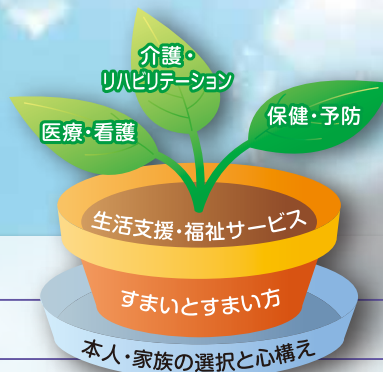 介護・
リハビリテーション
医療・看護
保健・予防
生活支援・福祉サービス
すまいとすまい方
本人・家族の選択と心構え